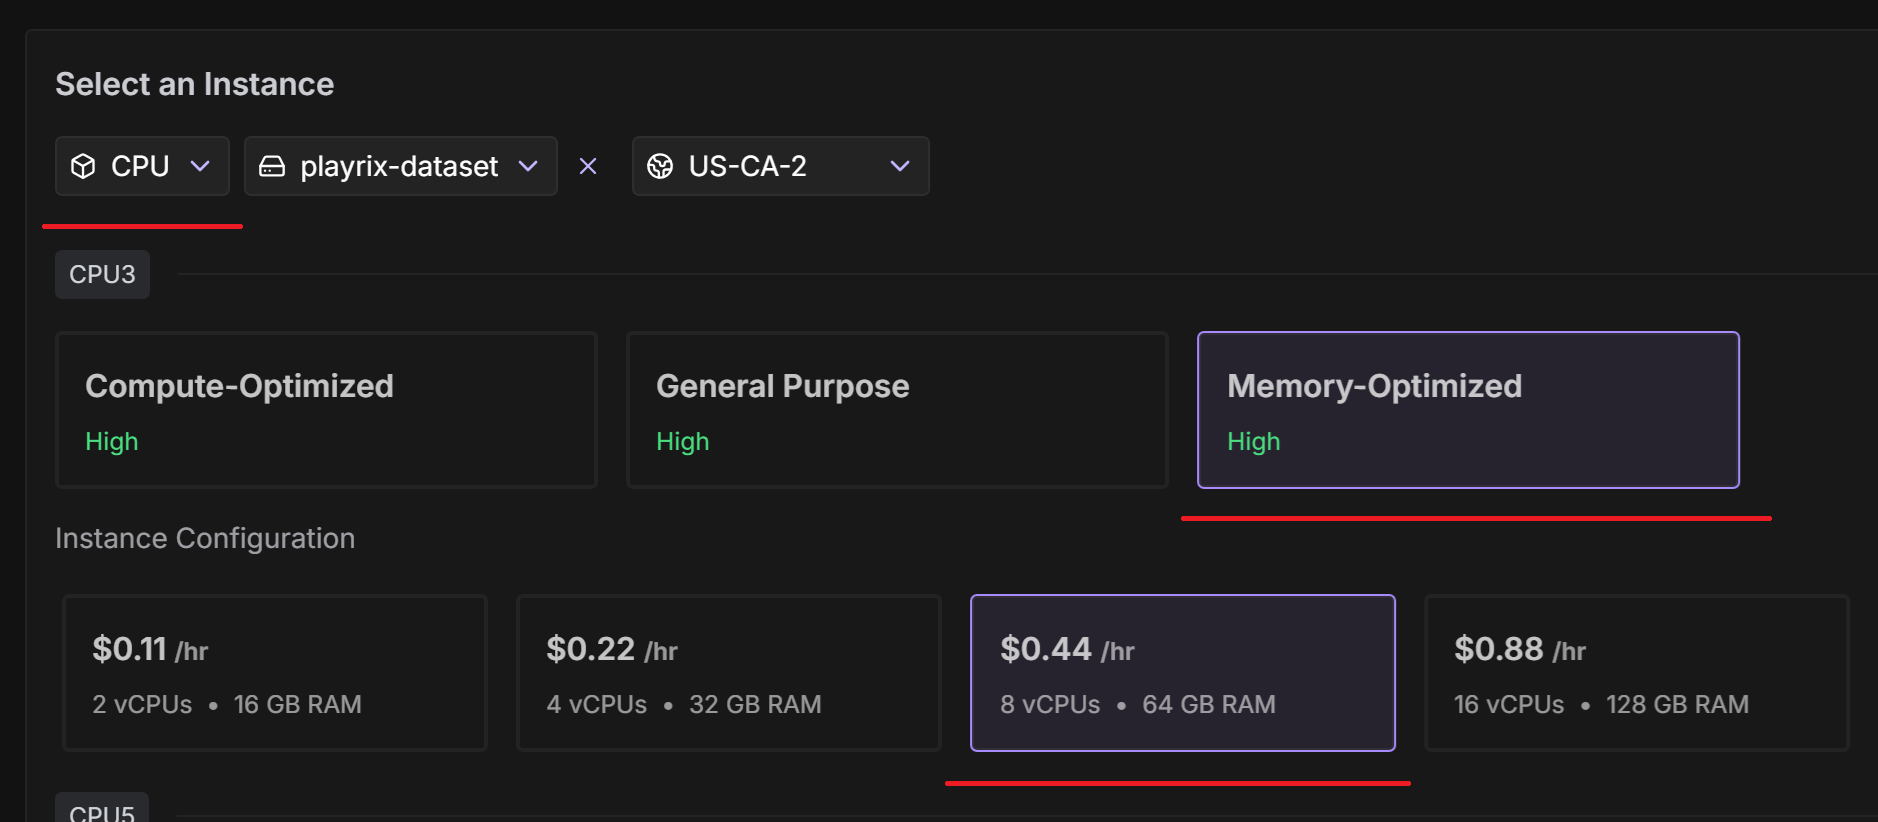 Select an Instance
CPU playrix-dataset US-CA-2
CPU3
Compute-Optimized General Purpose Memory-Optimized
High High High
Instance Configuration
$0.11 /hr $0.22 /hr $0.44 /hr $0.88 /hr
2 vCPUs • 16 GB RAM 4 vCPUs • 32 GB RAM 8 vCPUs • 64 GB RAM 16 vCPUs • 128 GB RAM
CPU5